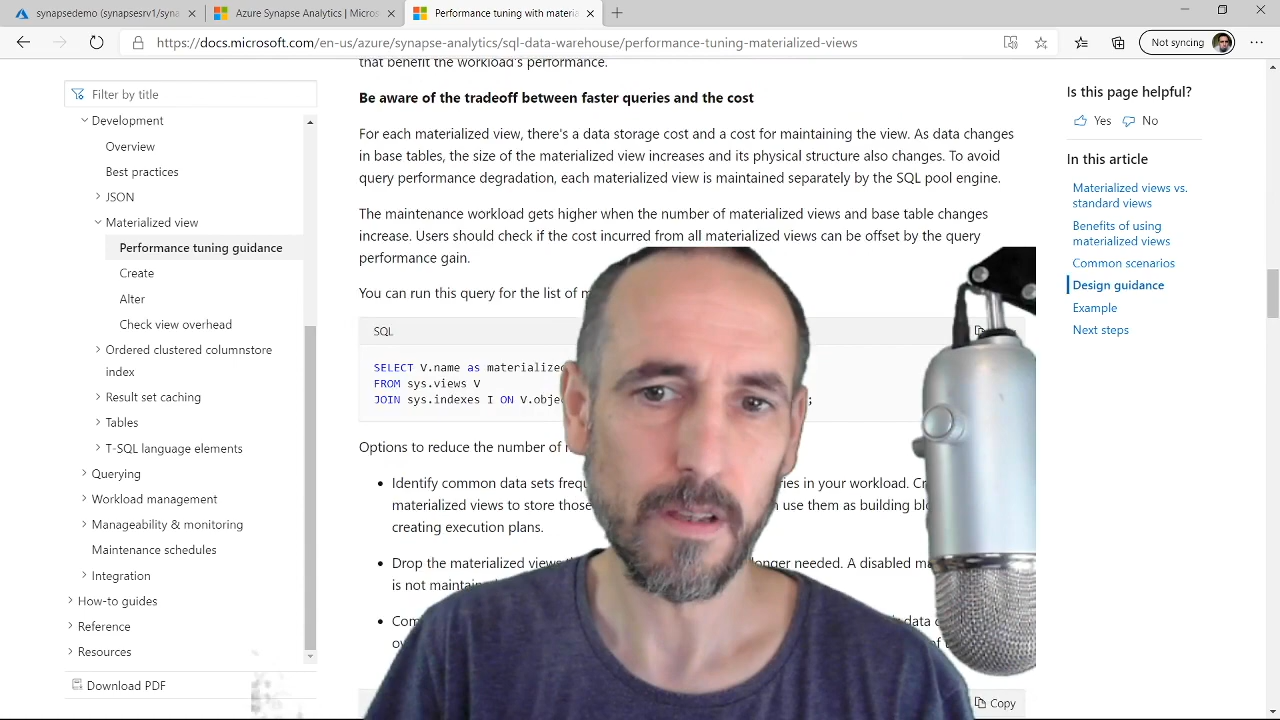 synapsedemo (synapsedemo/syna
Azure Synapse Analytics | Micros
Performance tuning with materia
https://docs.microsoft.com/en-us/azure/synapse-analytics/sql-data-warehouse/performance-tuning-materialized-views
Not syncing
that benefit the workload's performance.
Filter by title
Development
Overview
Best practices
JSON
Materialized view
Performance tuning guidance
Create
Alter
Check view overhead
Ordered clustered columnstore
index
Result set caching
Tables
T-SQL language elements
Querying
Workload management
Manageability & monitoring
Maintenance schedules
Integration
How-to guides
Reference
Resources
Download PDF
Be aware of the tradeoff between faster queries and the cost
For each materialized view, there's a data storage cost and a cost for maintaining the view. As data changes
in base tables, the size of the materialized view increases and its physical structure also changes. To avoid
query performance degradation, each materialized view is maintained separately by the SQL pool engine.
The maintenance workload gets higher when the number of materialized views and base table changes
increase. Users should check if the cost incurred from all materialized views can be offset by the query
performance gain.
You can run this query for the list of
SQL
SELECT V.name as materialized
FROM sys.views V
JOIN sys.indexes I ON V.objec ;
Options to reduce the number of
Identify common data sets in your workload.
materialized views to store those use them as building
creating execution plans.
Drop the materialized views longer needed. A disabled
is not
data
Copy
Is this page helpful?
Yes No
In this article
Materialized views vs.
standard views
Benefits of using
materialized views
Common scenarios
Design guidance
Example
Next steps